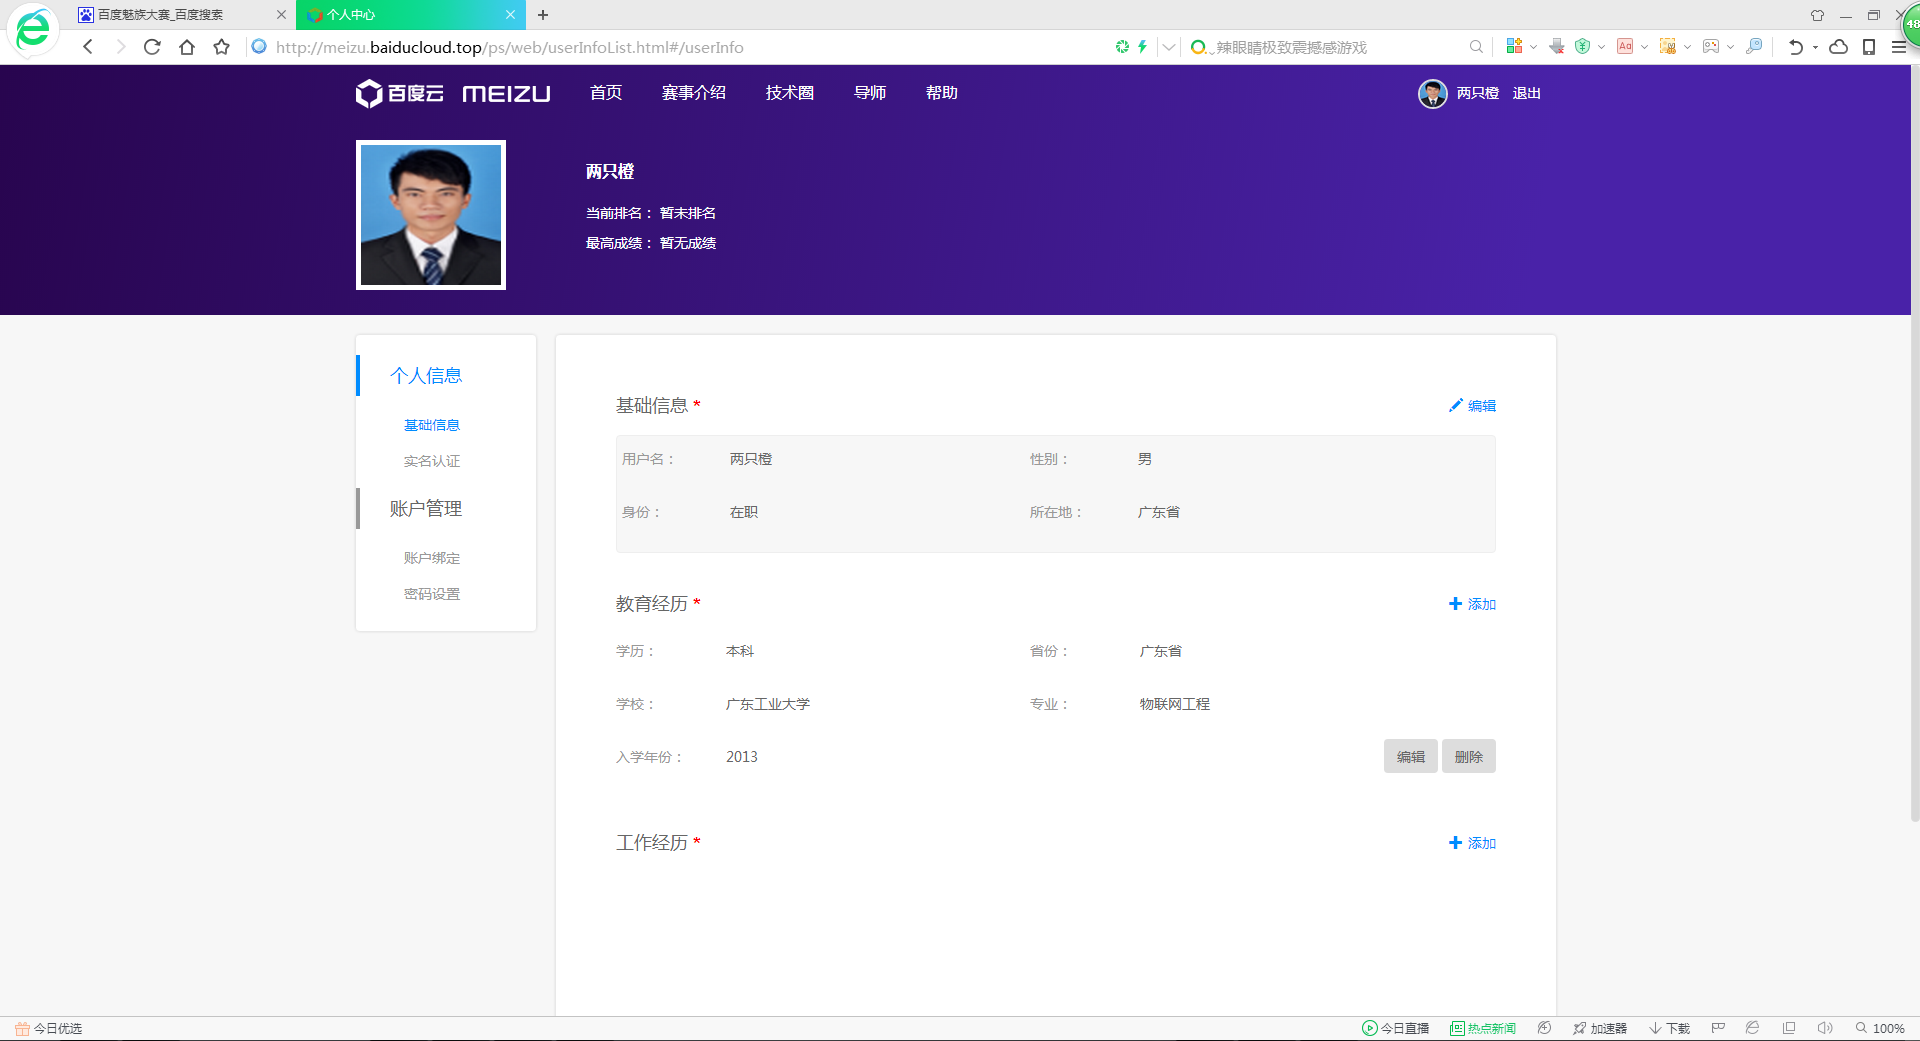 百度魅族大赛_百度搜索
个人中心
48
http://meizu.baiducloud.top/ps/web/userInfoList.html#/userInfo
辣眼睛极致震撼感游戏
百度云 MEIZU 首页 赛事介绍 技术圈 导师 帮助 两只橙 退出
两只橙
当前排名： 暂未排名
最高成绩： 暂无成绩
个人信息
基础信息
实名认证
账户管理
账户绑定
密码设置
基础信息 * 编辑
用户名： 两只橙 性别： 男
身份： 在职 所在地： 广东省
教育经历 * 添加
学历： 本科 省份： 广东省
学校： 广东工业大学 专业： 物联网工程
入学年份： 2013 编辑 删除
工作经历 * 添加
今日优选 今日直播 热点新闻 加速器 下载 100%